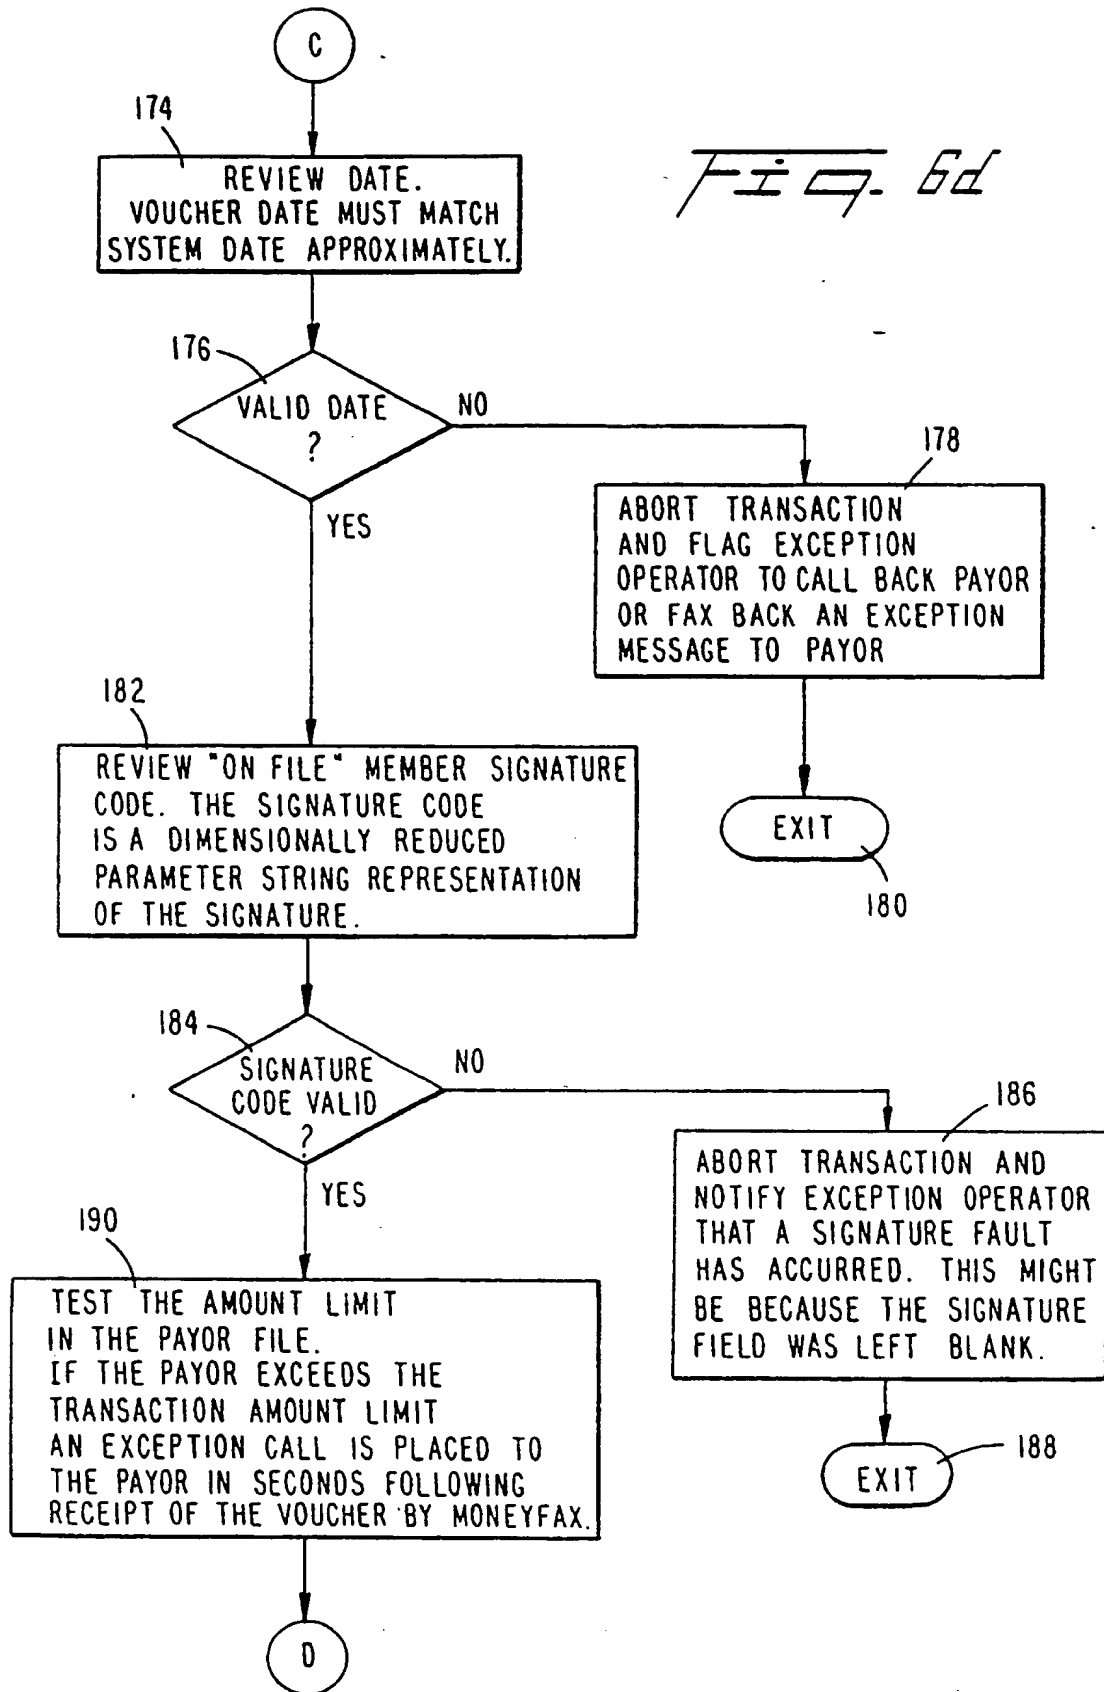 C
174
Fig. 6d
REVIEW DATE.
VOUCHER DATE MUST MATCH
SYSTEM DATE APPROXIMATELY.
176
VALID DATE
?
NO
YES
178
ABORT TRANSACTION
AND FLAG EXCEPTION
OPERATOR TO CALL BACK PAYOR
OR FAX BACK AN EXCEPTION
MESSAGE TO PAYOR
EXIT
180
182
REVIEW "ON FILE" MEMBER SIGNATURE
CODE. THE SIGNATURE CODE
IS A DIMENSIONALLY REDUCED
PARAMETER STRING REPRESENTATION
OF THE SIGNATURE.
184
SIGNATURE
CODE VALID
?
NO
YES
186
ABORT TRANSACTION AND
NOTIFY EXCEPTION OPERATOR
THAT A SIGNATURE FAULT
HAS ACCURRED. THIS MIGHT
BE BECAUSE THE SIGNATURE
FIELD WAS LEFT BLANK.
EXIT
188
190
TEST THE AMOUNT LIMIT
IN THE PAYOR FILE.
IF THE PAYOR EXCEEDS THE
TRANSACTION AMOUNT LIMIT
AN EXCEPTION CALL IS PLACED TO
THE PAYOR IN SECONDS FOLLOWING
RECEIPT OF THE VOUCHER BY MONEYFAX.
D